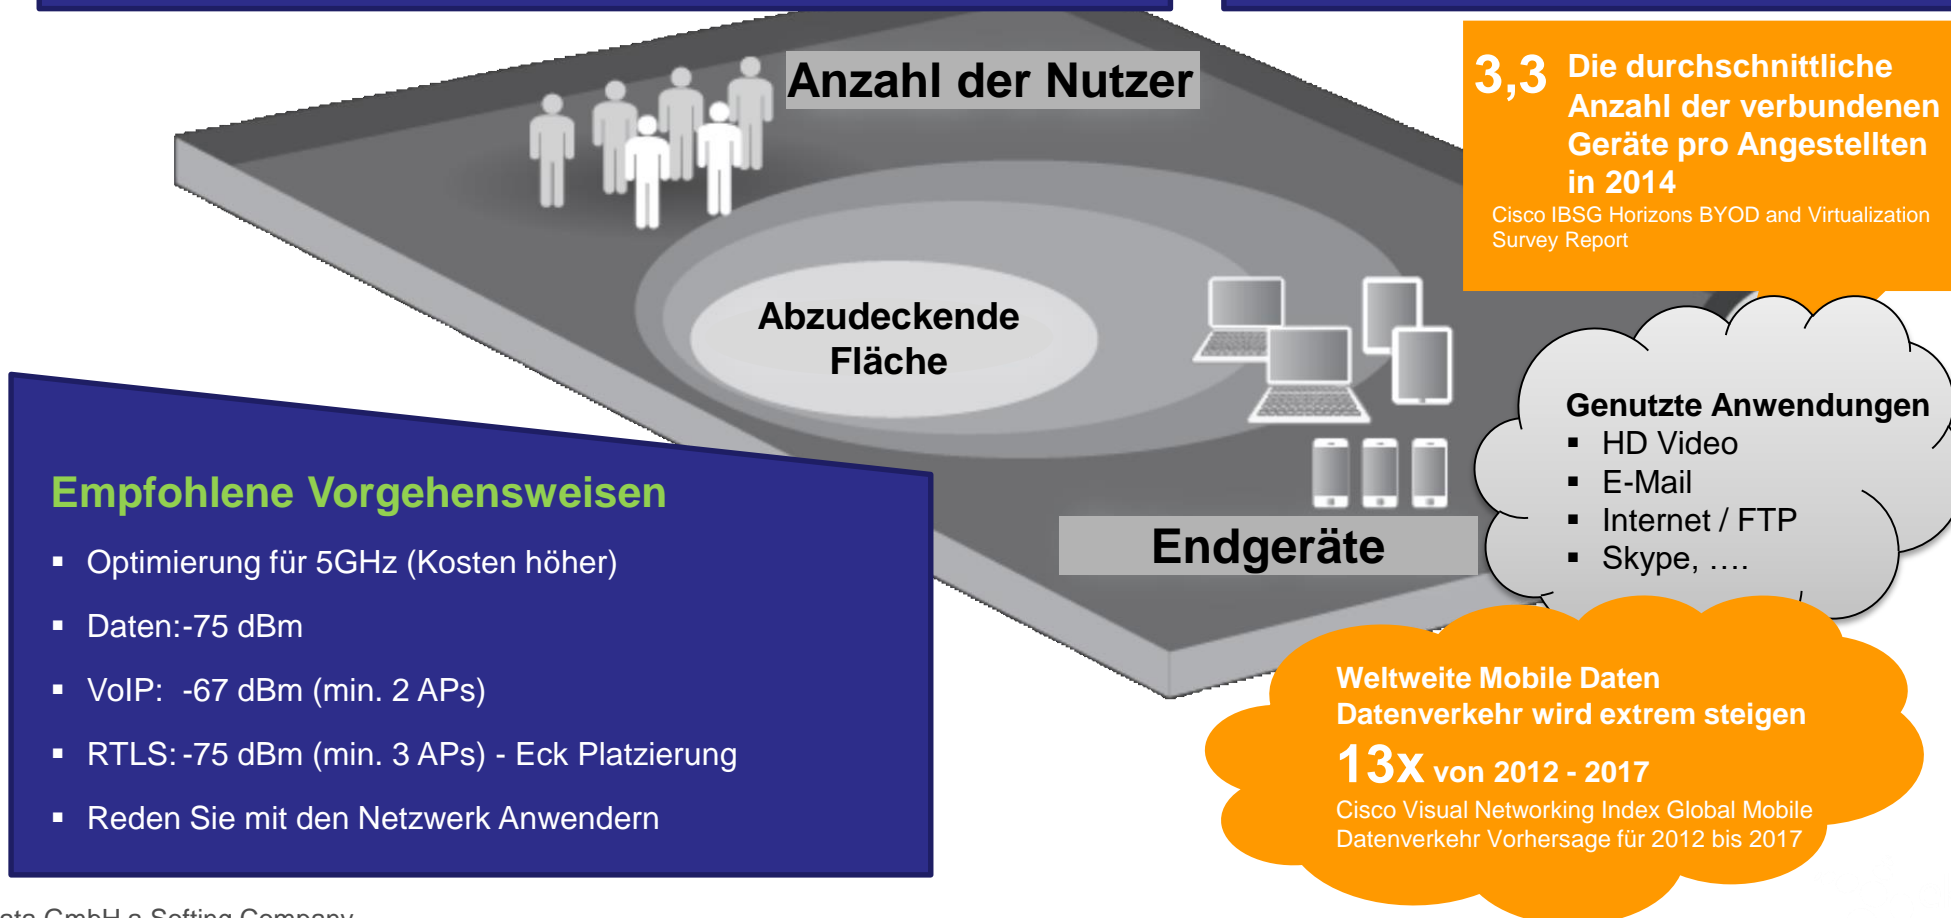 Anzahl der Nutzer
3,3 Die durchschnittliche
Anzahl der verbundenen
Geräte pro Angestellten
in 2014
Cisco IBSG Horizons BYOD and Virtualization
Survey Report
Abzudeckende
Fläche
Genutzte Anwendungen
▪ HD Video
▪ E-Mail
▪ Internet / FTP
▪ Skype, ....
Endgeräte
Empfohlene Vorgehensweisen
▪ Optimierung für 5GHz (Kosten höher)
▪ Daten:-75 dBm
▪ VoIP: -67 dBm (min. 2 APs)
▪ RTLS:-75 dBm (min. 3 APs) - Eck Platzierung
▪ Reden Sie mit den Netzwerk Anwendern
Weltweite Mobile Daten
Datenverkehr wird extrem steigen
13x von 2012 - 2017
Cisco Visual Networking Index Global Mobile
Datenverkehr Vorhersage für 2012 bis 2017
GmbH a Softing Company